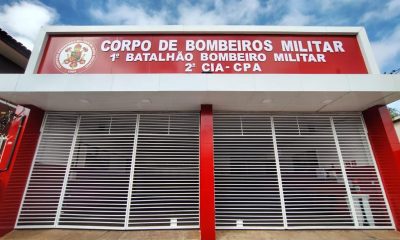 CORPO DE BOMBEIROS MILITAR
1º BATALHÃO BOMBEIRO MILITAR
2ª CIA-CPA